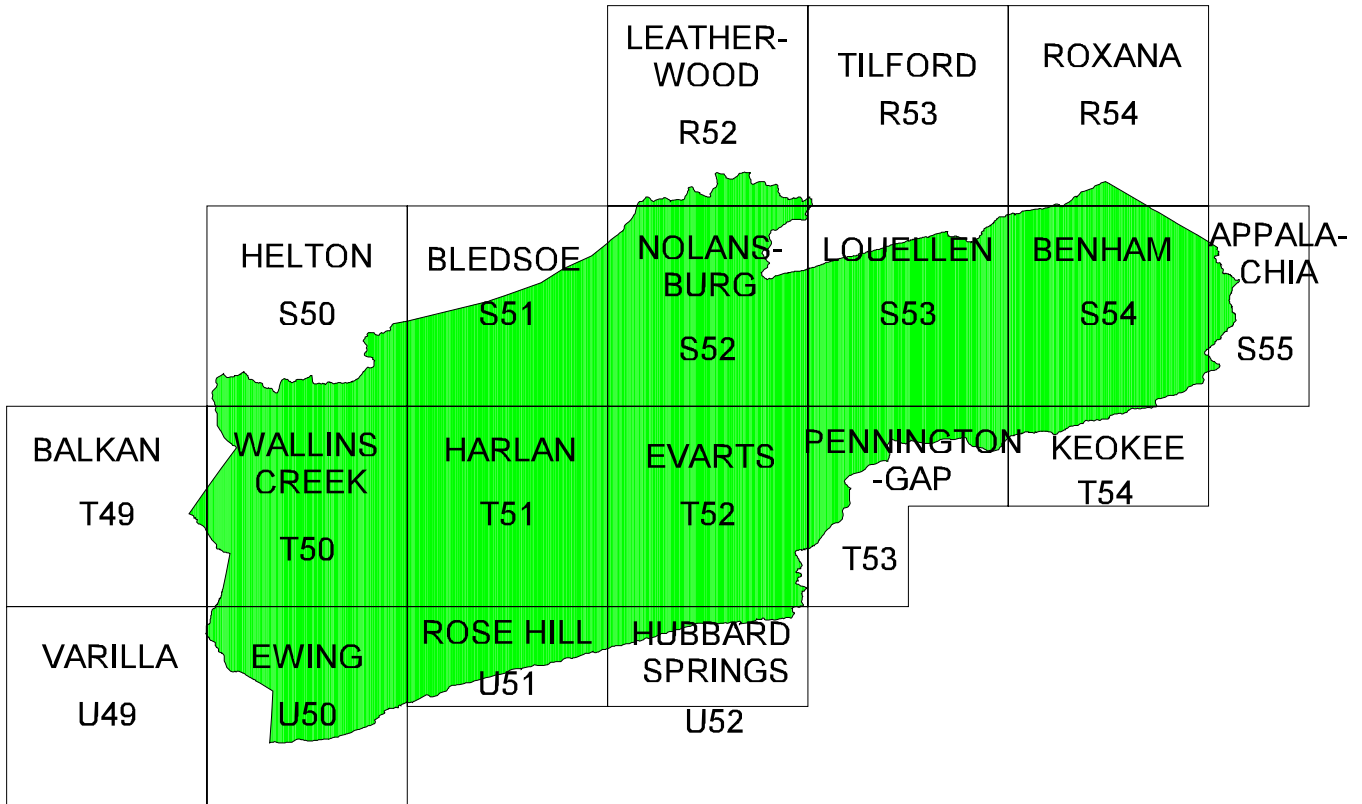 LEATHER-
WOOD
R52
TILFORD
R53
ROXANA
R54
HELTON
S50
BLEDSOE
S51
NOLANS-
BURG
S52
LOUELLEN
S53
BENHAM
S54
APPALA-
CHIA
S55
BALKAN
T49
WALLINS
CREEK
T50
HARLAN
T51
EVARTS
T52
PENNINGTON
-GAP
T53
KEOKEE
T54
VARILLA
U49
EWING
U50
ROSE HILL
U51
HUBBARD
SPRINGS
U52